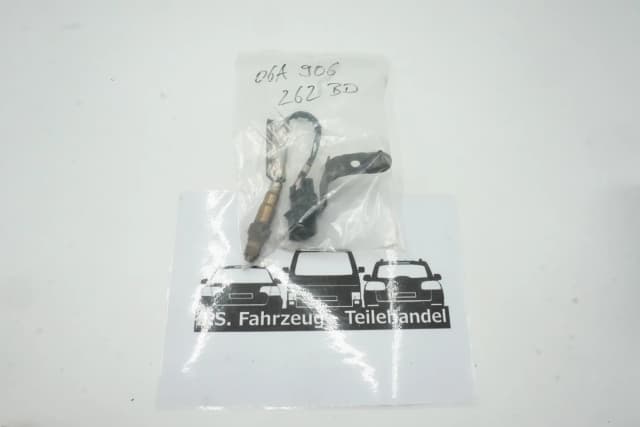 06A 906
262 BD
S. Fahrzeug - Teilehandel